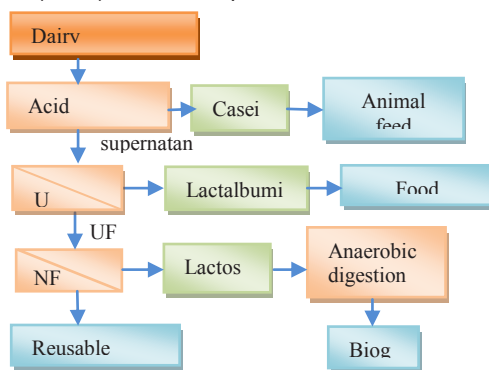 Dairy
Acid
Casei
Animal
feed
supernatan
U
Lactalbumi
Food
UF
NF
Lactos
Anaerobic
digestion
Reusable
Biog